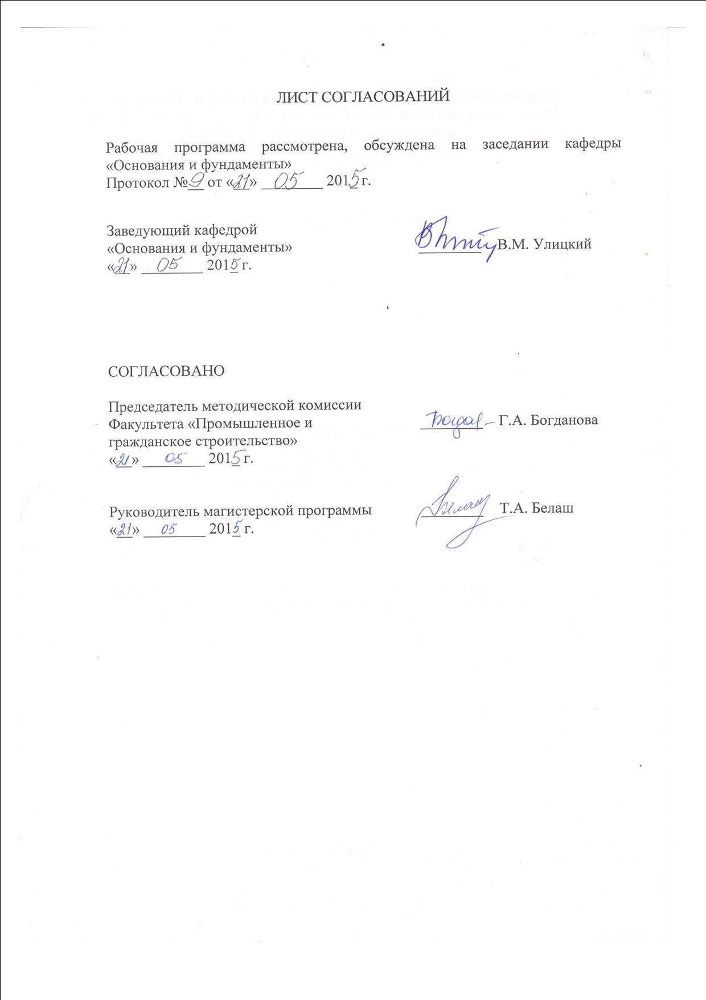 ЛИСТ СОГЛАСОВАНИЙ
Рабочая программа рассмотрена, обсуждена на заседании кафедры
«Основания и фундаменты»
Протокол №9 от «21» 05 2015 г.
Заведующий кафедрой
«Основания и фундаменты» В.М. Улицкий
«21» 05 2015 г.
СОГЛАСОВАНО
Председатель методической комиссии
Факультета «Промышленное и Г.А. Богданова
гражданское строительство»
«21» 05 2015 г.
Руководитель магистерской программы Т.А. Белаш
«21» 05 2015 г.